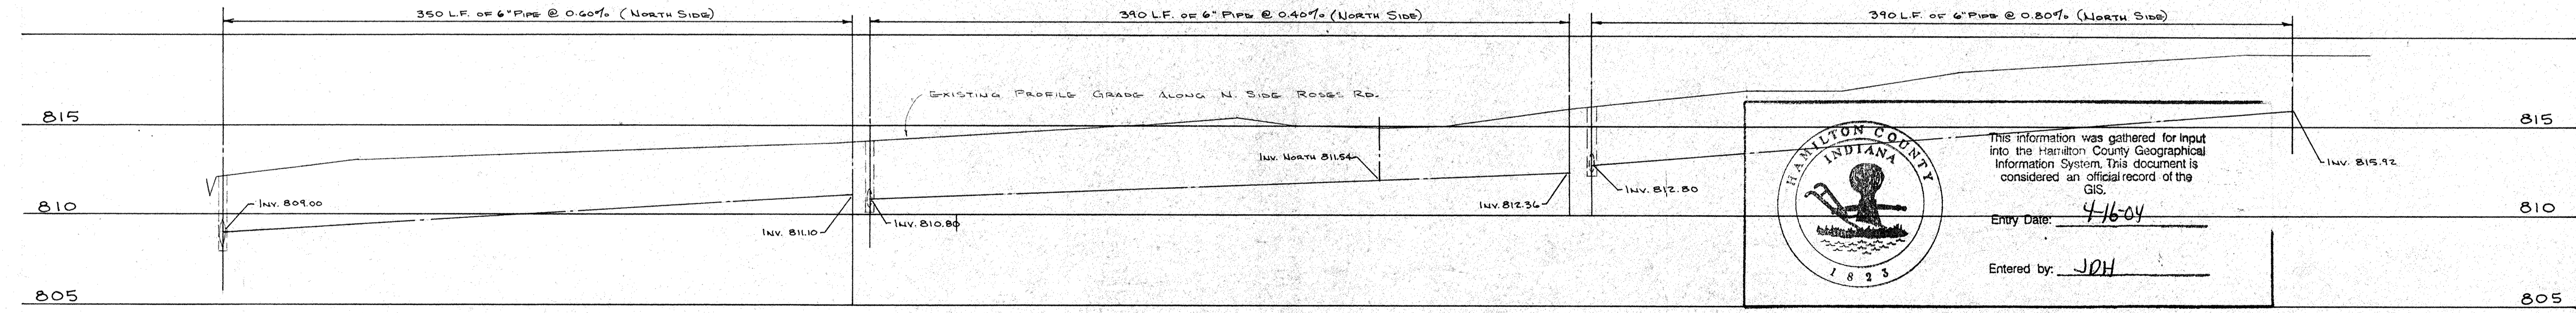 350 L.F. OF 6" PIPE @ 0.60% (NORTH SIDE)
390 L.F. OF 6" PIPE @ 0.40% (NORTH SIDE)
390 L.F. OF 6" PIPE @ 0.80% (NORTH SIDE)
EXISTING PROFILE GRADE ALONG N. SIDE ROSES RD.
815
815
INV. NORTH 811.54
INV. 815.92
INV. 812.80
810
INV. 809.00
INV. 811.10
INV. 810.80
INV. 812.36
810
HAMILTON COUNTY
INDIANA
1823
This information was gathered for input
into the Hamilton County Geographical
Information System. This document is
considered an official record of the
GIS.
Entry Date: 4-16-04
Entered by: JDH
805
805